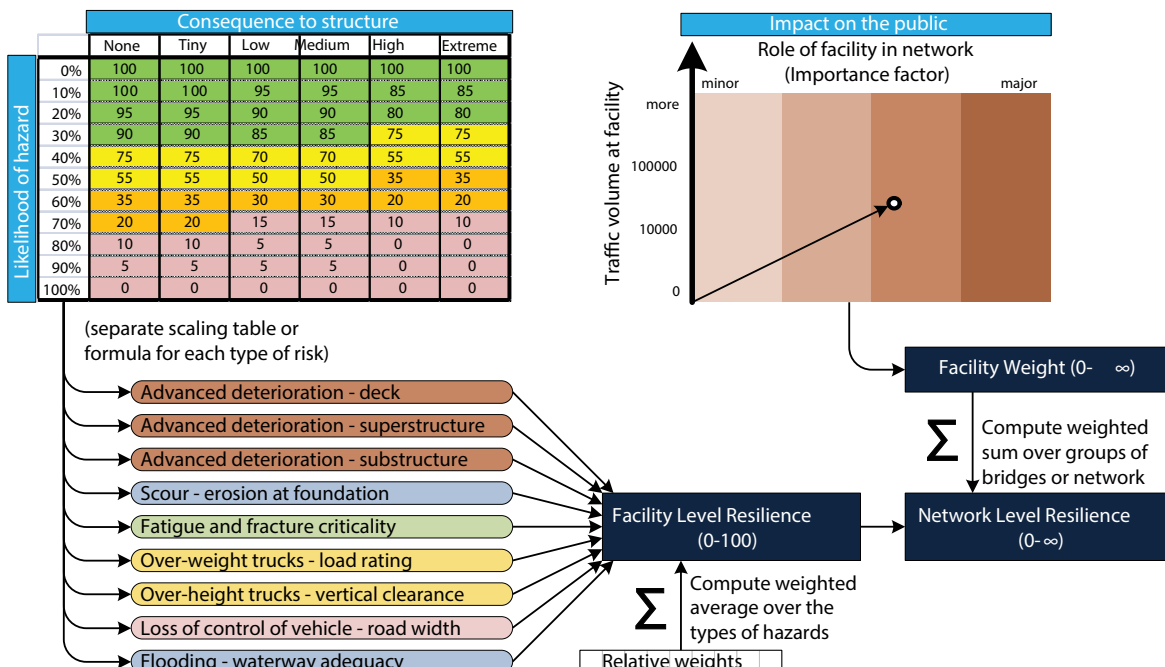 Consequence to structure
None Tiny Low Medium High Extreme
Likelihood of hazard
0% 100 100 100 100 100 100
10% 100 100 95 95 85 85
20% 95 95 90 90 80 80
30% 90 90 85 85 75 75
40% 75 75 70 70 55 55
50% 55 55 50 50 35 35
60% 35 35 30 30 20 20
70% 20 20 15 15 10 10
80% 10 10 5 5 0 0
90% 5 5 5 5 0 0
100% 0 0 0 0 0 0
(separate scaling table or
formula for each type of risk)
Impact on the public
Role of facility in network
(Importance factor)
minor major
Traffic volume at facility
more
100000
10000
0
Advanced deterioration - deck
Advanced deterioration - superstructure
Advanced deterioration - substructure
Scour - erosion at foundation
Fatigue and fracture criticality
Over-weight trucks - load rating
Over-height trucks - vertical clearance
Loss of control of vehicle - road width
Flooding - waterway adequacy
Facility Level Resilience
(0-100)
Σ
Compute weighted
average over the
types of hazards
Relative weights
Facility Weight (0- ∞)
Σ
Compute weighted
sum over groups of
bridges or network
Network Level Resilience
(0-∞)